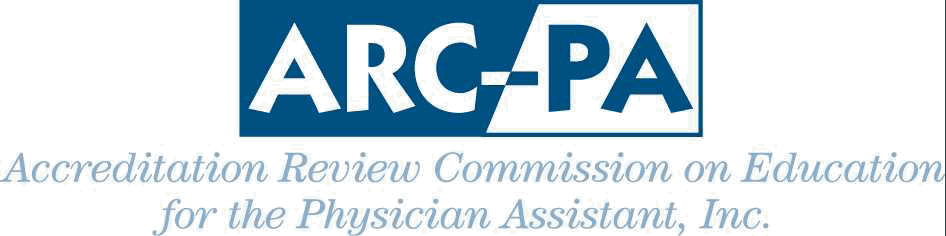 ARC-PA
Accreditation Review Commission on Education
for the Physician Assistant, Inc.